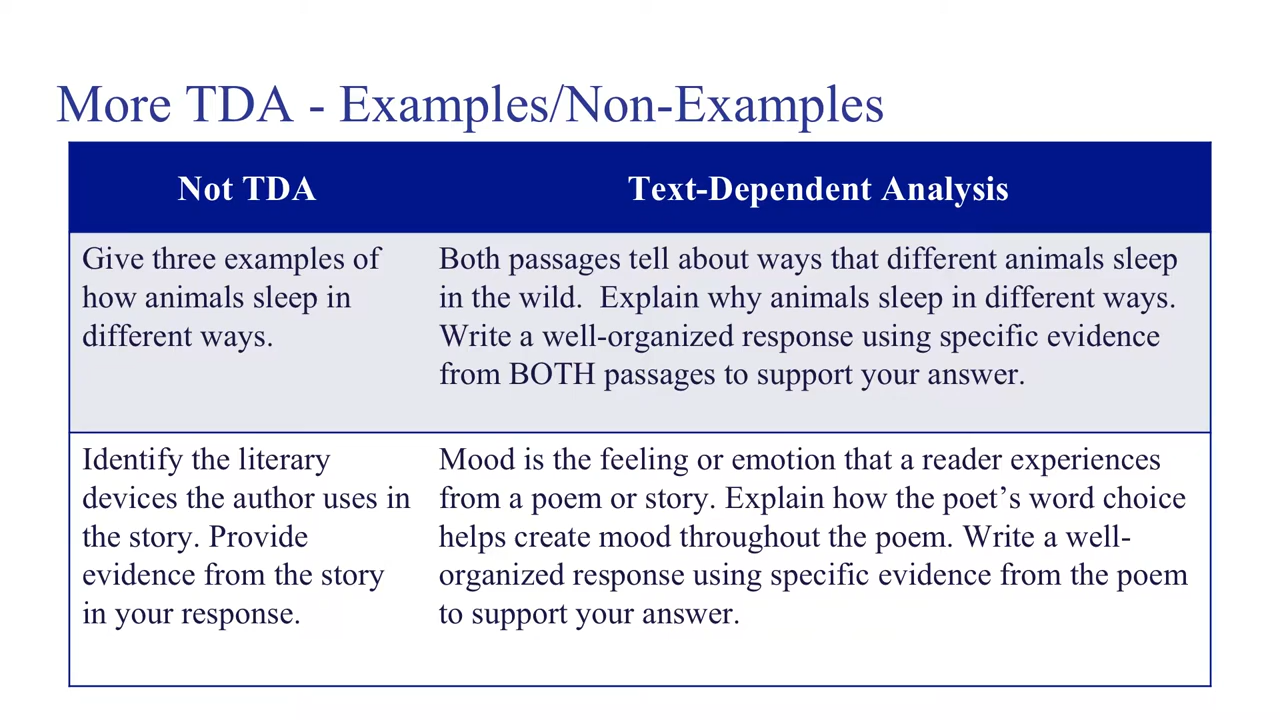 More TDA - Examples/Non-Examples
Not TDA
Text-Dependent Analysis
Give three examples of
how animals sleep in
different ways.
Both passages tell about ways that different animals sleep
in the wild.  Explain why animals sleep in different ways.
Write a well-organized response using specific evidence
from BOTH passages to support your answer.
Identify the literary
devices the author uses in
the story. Provide
evidence from the story
in your response.
Mood is the feeling or emotion that a reader experiences
from a poem or story. Explain how the poet’s word choice
helps create mood throughout the poem. Write a well-
organized response using specific evidence from the poem
to support your answer.